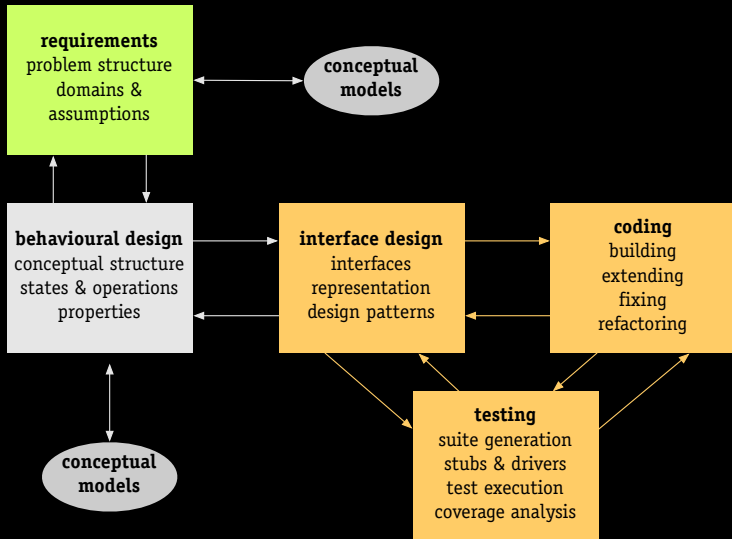 requirements
problem structure
domains &
assumptions
conceptual
models
behavioural design
conceptual structure
states & operations
properties
interface design
interfaces
representation
design patterns
coding
building
extending
fixing
refactoring
conceptual
models
testing
suite generation
stubs & drivers
test execution
coverage analysis